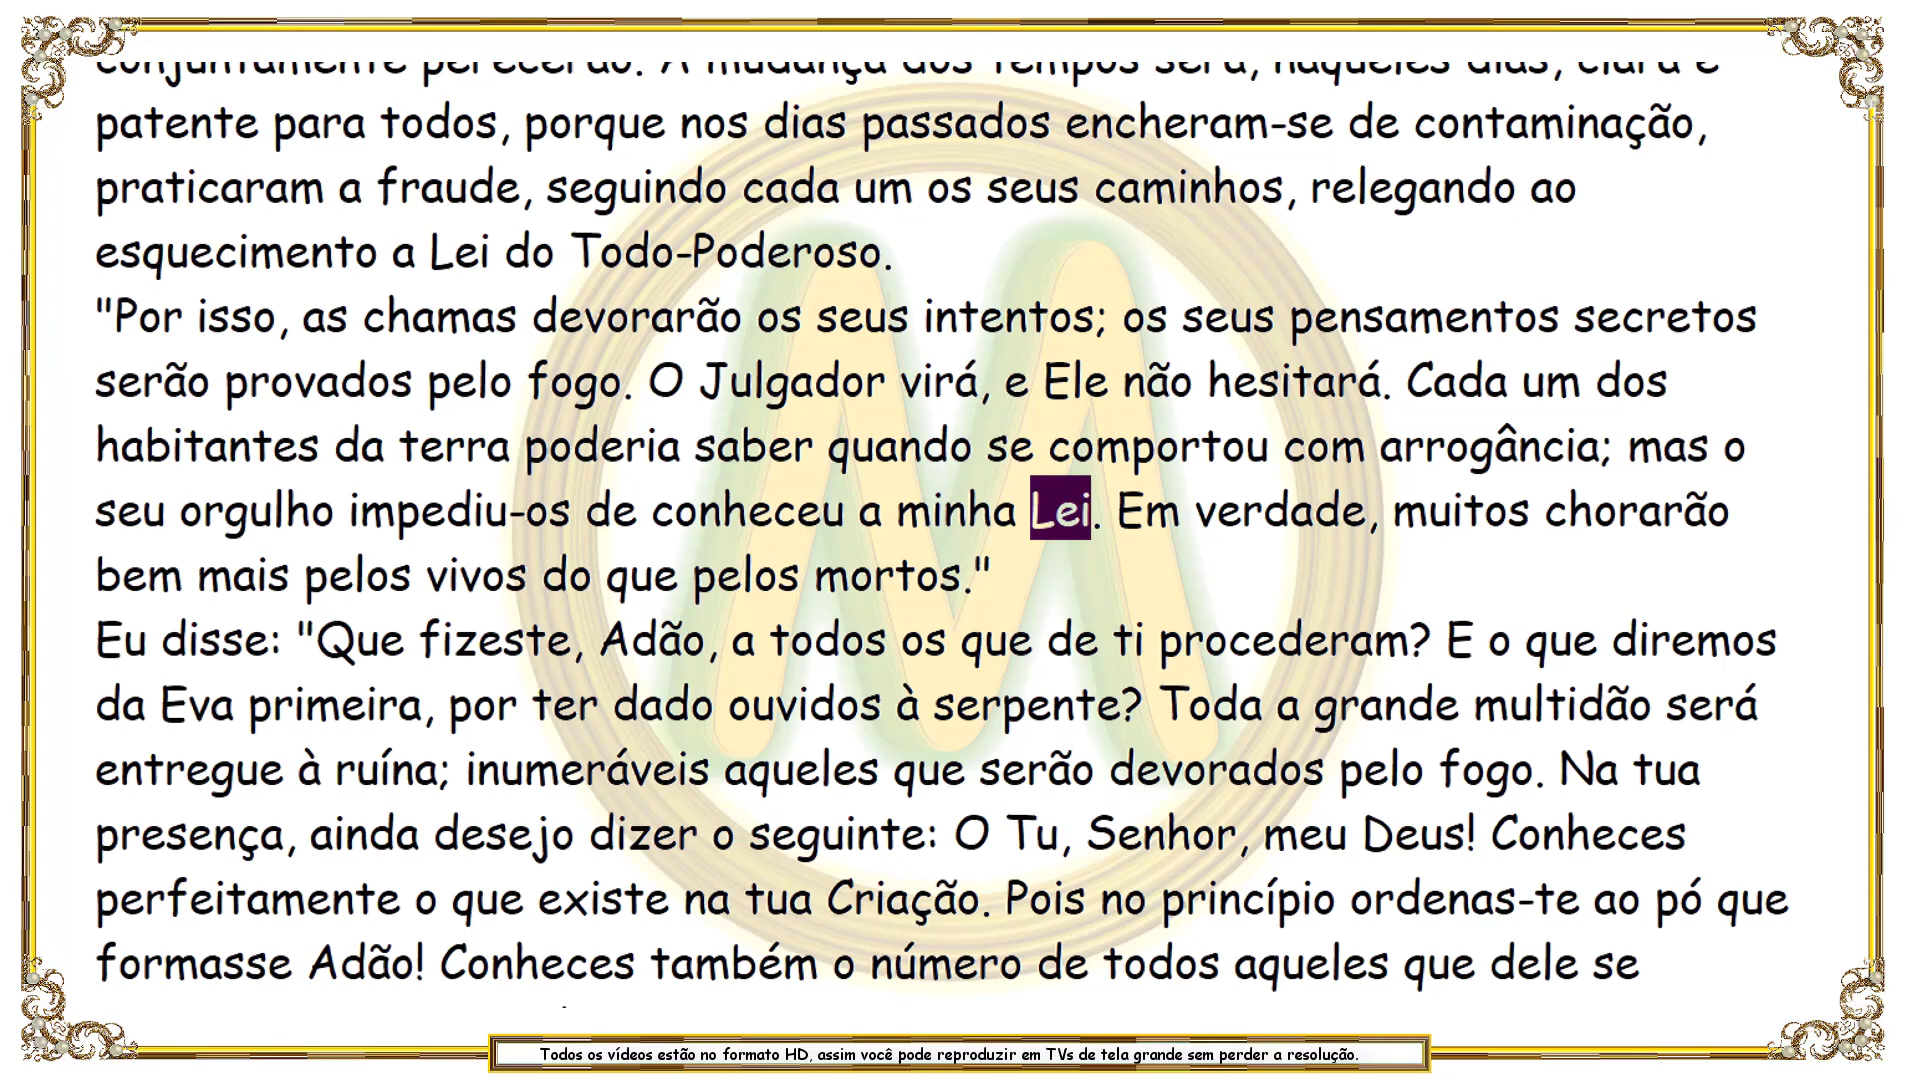 conjuntamente perecerão. A mudança dos tempos será, naqueles dias, clara e
patente para todos, porque nos dias passados encheram-se de contaminação,
praticaram a fraude, seguindo cada um os seus caminhos, relegando ao
esquecimento a Lei do Todo-Poderoso.
"Por isso, as chamas devorarão os seus intentos; os seus pensamentos secretos
serão provados pelo fogo. O Julgador virá, e Ele não hesitará. Cada um dos
habitantes da terra poderia saber quando se comportou com arrogância; mas o
seu orgulho impediu-os de conheceu a minha Lei. Em verdade, muitos chorarão
bem mais pelos vivos do que pelos mortos."
Eu disse: "Que fizeste, Adão, a todos os que de ti procederam? E o que diremos
da Eva primeira, por ter dado ouvidos à serpente? Toda a grande multidão será
entregue à ruína; inumeráveis aqueles que serão devorados pelo fogo. Na tua
presença, ainda desejo dizer o seguinte: O Tu, Senhor, meu Deus! Conheces
perfeitamente o que existe na tua Criação. Pois no princípio ordenas-te ao pó que
formasse Adão! Conheces também o número de todos aqueles que dele se
Todos os vídeos estão no formato HD, assim você pode reproduzir em TVs de tela grande sem perder a resolução.